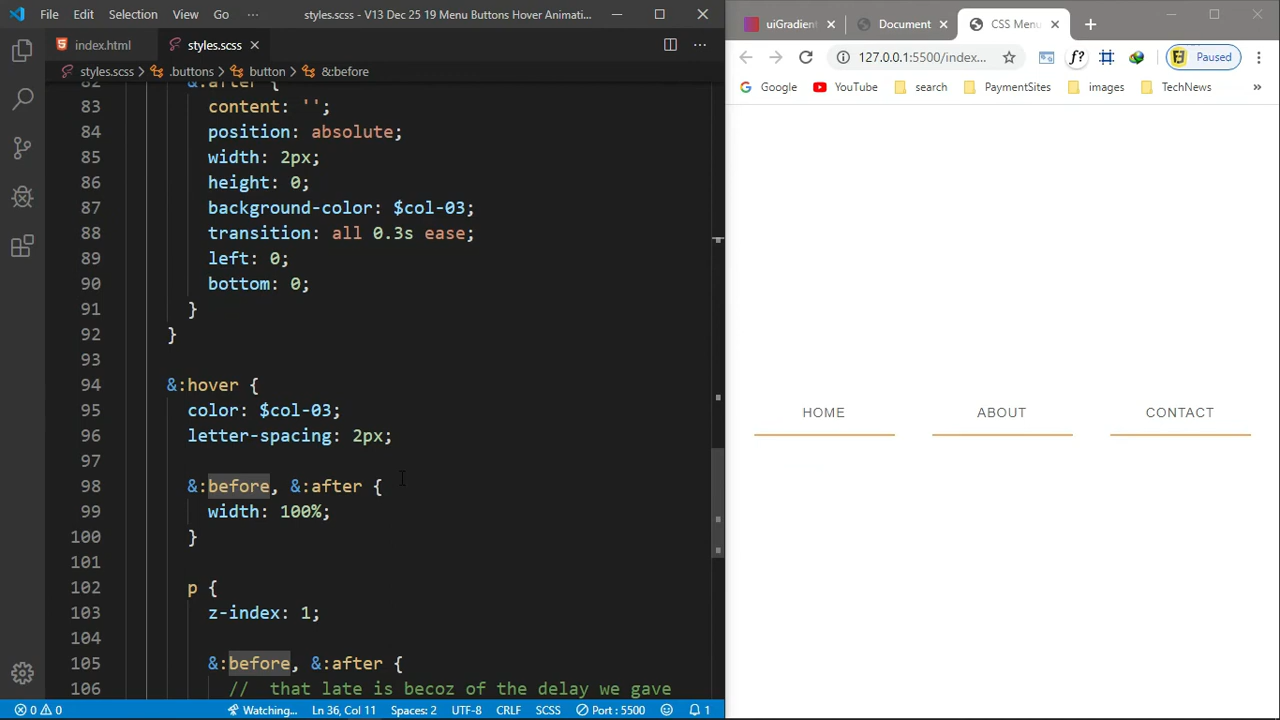 File Edit Selection View Go ··· styles.scss - V13 Dec 25 19 Menu Buttons Hover Animati...
index.html styles.scss
styles.scss .buttons button &:before
82 &:after {
83 content: '';
84 position: absolute;
85 width: 2px;
86 height: 0;
87 background-color: $col-03;
88 transition: all 0.3s ease;
89 left: 0;
90 bottom: 0;
91 }
92 }
93
94 &:hover {
95 color: $col-03;
96 letter-spacing: 2px;
97
98 &:before, &:after {
99 width: 100%;
100 }
101
102 p {
103 z-index: 1;
104
105 &:before, &:after {
106 // that late is becoz of the delay we gave
0 0 Watching... Ln 36, Col 11 Spaces: 2 UTF-8 CRLF SCSS Port : 5500 1
uiGradient Document CSS Menu
127.0.0.1:5500/index... f? Paused
Google YouTube search PaymentSites images TechNews »
HOME ABOUT CONTACT